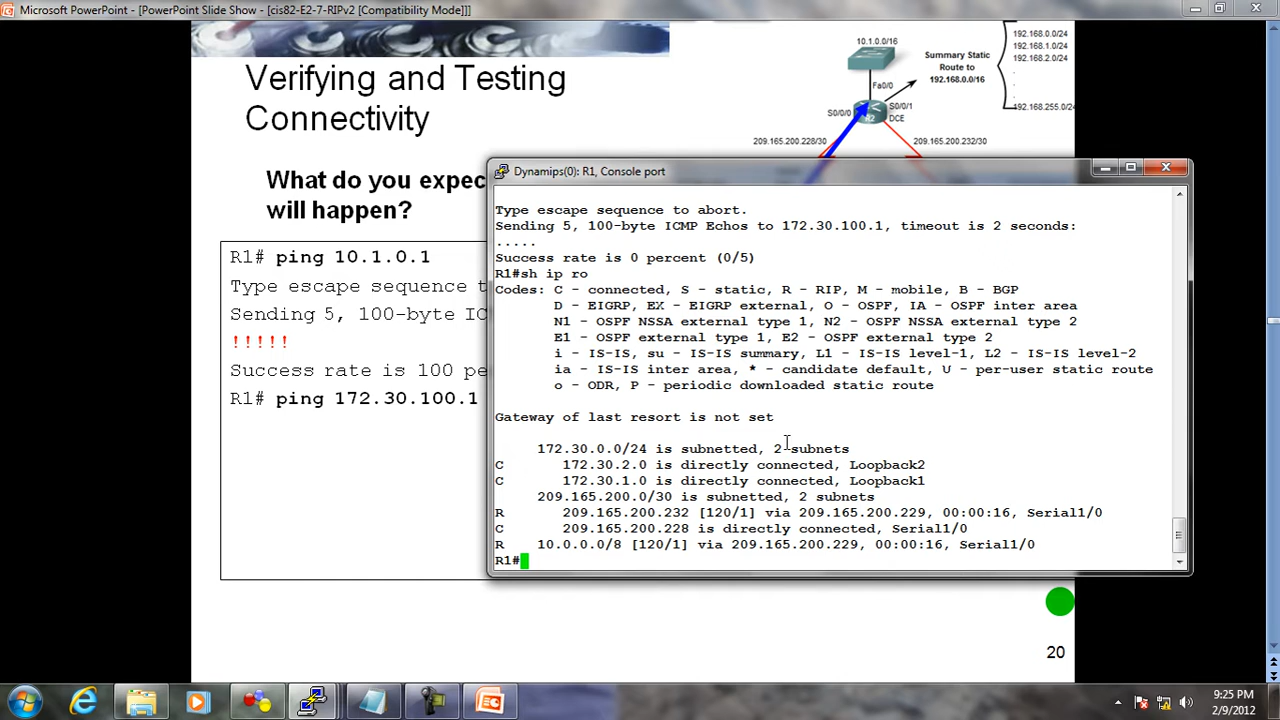 Microsoft PowerPoint - [PowerPoint Slide Show - [cis82-E2-7-RIPv2 [Compatibility Mode]]]
Verifying and Testing
Connectivity
10.1.0.0/16
Fa0/0
S0/0/0
R2
S0/0/1
DCE
Summary Static
Route to
192.168.0.0/16
192.168.0.0/24
192.168.1.0/24
192.168.2.0/24
.
.
.
192.168.255.0/24
209.165.200.228/30
209.165.200.232/30
What do you expec
will happen?
R1# ping 10.1.0.1
Type escape sequence t
Sending 5, 100-byte IC
!!!!!
Success rate is 100 pe
R1# ping 172.30.100.1
Dynamips(0): R1, Console port
Type escape sequence to abort.
Sending 5, 100-byte ICMP Echos to 172.30.100.1, timeout is 2 seconds:
.....
Success rate is 0 percent (0/5)
R1#sh ip ro
Codes: C - connected, S - static, R - RIP, M - mobile, B - BGP
D - EIGRP, EX - EIGRP external, O - OSPF, IA - OSPF inter area
N1 - OSPF NSSA external type 1, N2 - OSPF NSSA external type 2
E1 - OSPF external type 1, E2 - OSPF external type 2
i - IS-IS, su - IS-IS summary, L1 - IS-IS level-1, L2 - IS-IS level-2
ia - IS-IS inter area, * - candidate default, U - per-user static route
o - ODR, P - periodic downloaded static route
Gateway of last resort is not set
172.30.0.0/24 is subnetted, 2 subnets
C 172.30.2.0 is directly connected, Loopback2
C 172.30.1.0 is directly connected, Loopback1
209.165.200.0/30 is subnetted, 2 subnets
R 209.165.200.232 [120/1] via 209.165.200.229, 00:00:16, Serial1/0
C 209.165.200.228 is directly connected, Serial1/0
R 10.0.0.0/8 [120/1] via 209.165.200.229, 00:00:16, Serial1/0
R1#
20
9:25 PM
2/9/2012